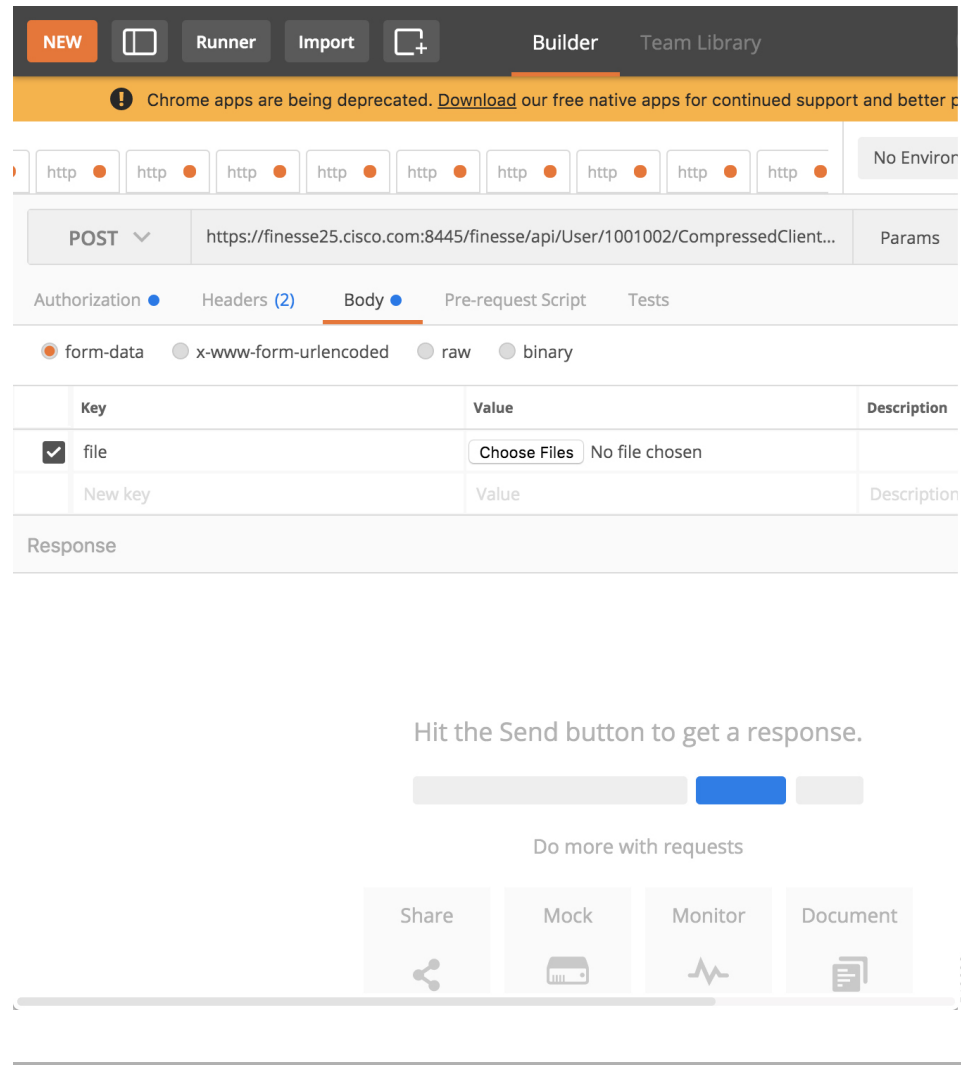 NEW Runner Import Builder Team Library
Chrome apps are being deprecated. Download our free native apps for continued support and better
http http http http http http http http http No Environ
POST https://finesse25.cisco.com:8445/finesse/api/User/1001002/CompressedClient... Params
Authorization Headers (2) Body Pre-request Script Tests
form-data x-www-form-urlencoded raw binary
Key Value Description
file Choose Files No file chosen
New key Value Description
Response
Hit the Send button to get a response.
Do more with requests
Share Mock Monitor Document